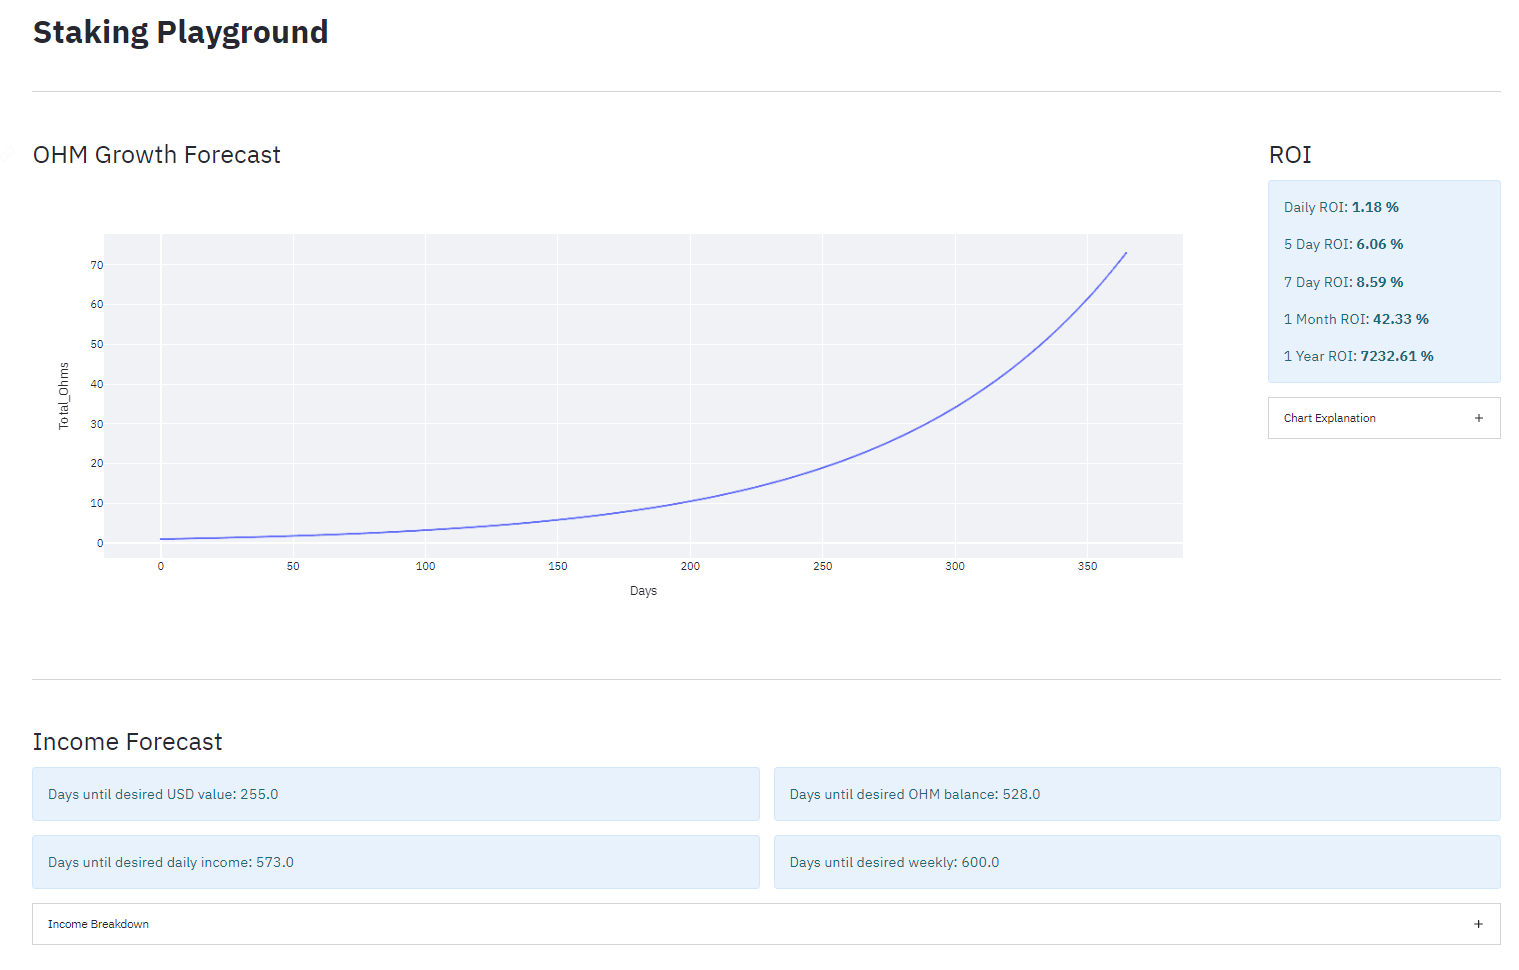 Staking Playground
OHM Growth Forecast
70
60
50
40
30
20
10
0
Total_Ohms
0 50 100 150 200 250 300 350
Days
ROI
Daily ROI: 1.18 %
5 Day ROI: 6.06 %
7 Day ROI: 8.59 %
1 Month ROI: 42.33 %
1 Year ROI: 7232.61 %
Chart Explanation +
Income Forecast
Days until desired USD value: 255.0
Days until desired OHM balance: 528.0
Days until desired daily income: 573.0
Days until desired weekly: 600.0
Income Breakdown +